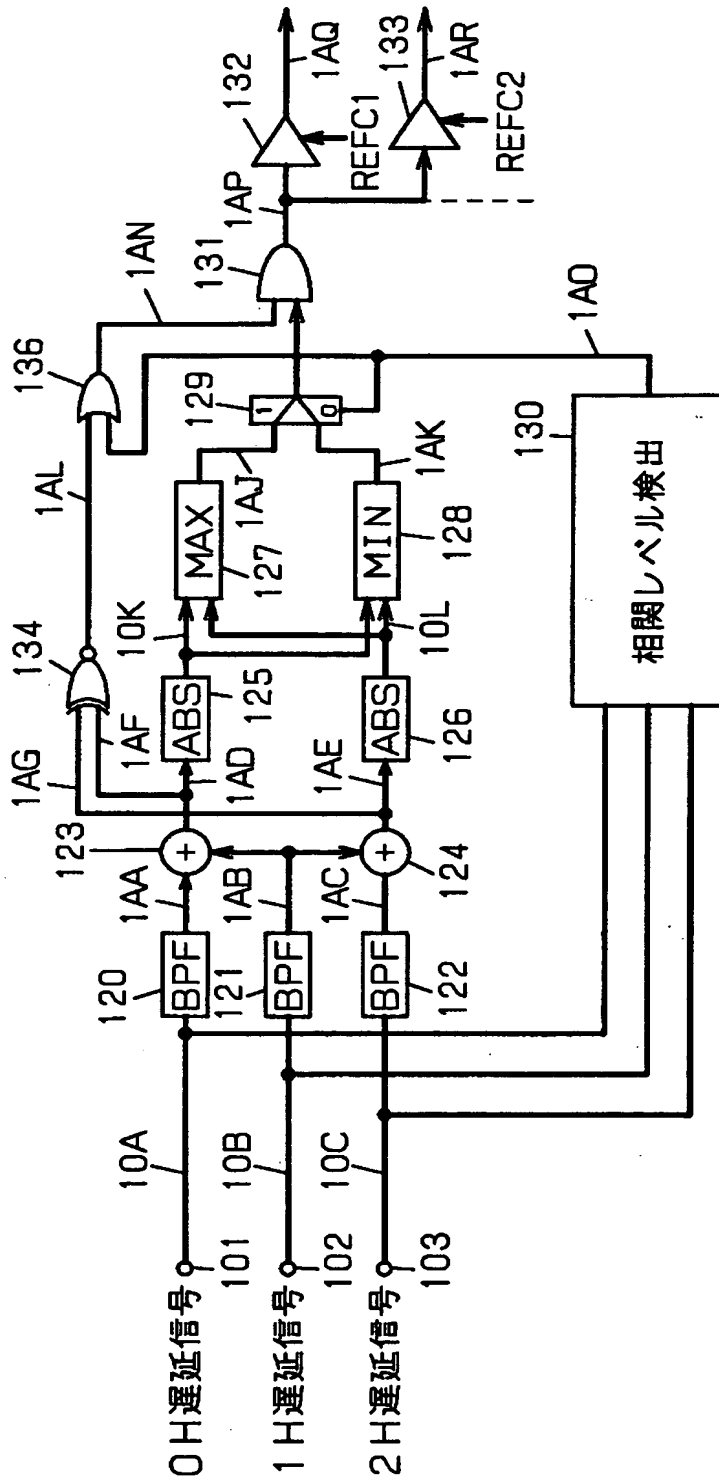 0H遅延信号
101
10A
120
BPF
1AA
123
+
1AD
1AG
1AF
134
1AL
136
1AN
ABS
125
10K
MAX
127
1AJ
129
1
0
131
1AP
132
1AQ
REFC1
133
1AR
REFC2
1H遅延信号
102
10B
BPF
121
1AB
2H遅延信号
103
10C
BPF
122
1AC
+
124
1AE
ABS
126
10L
MIN
128
1AK
1AO
130
相関レベル検出